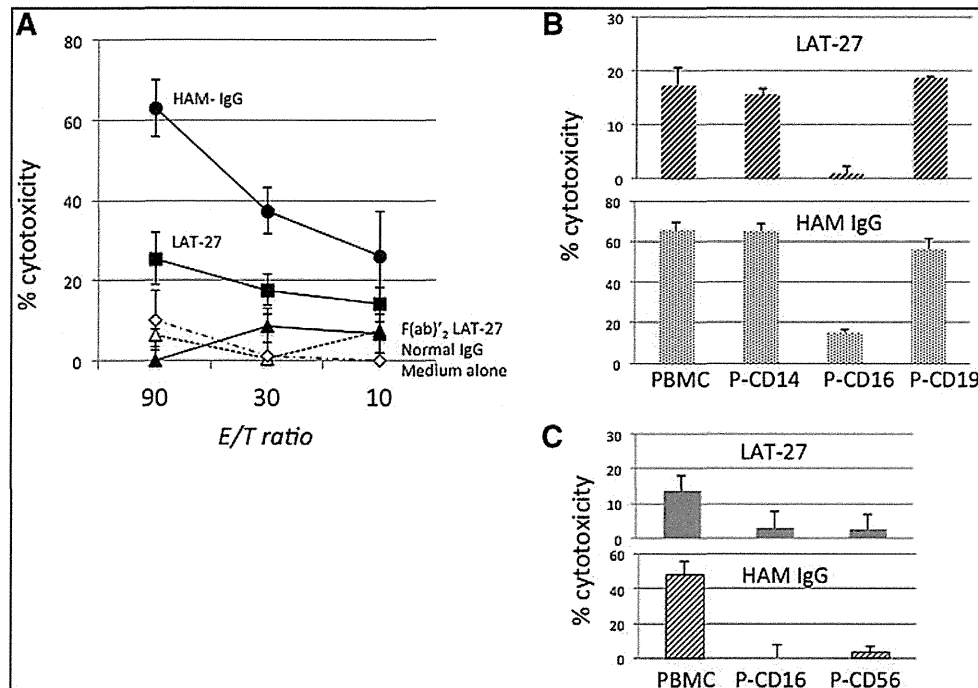 A
80
60
40
20
0
% cytotoxicity
HAM- IgG
LAT-27
F(ab)'₂ LAT-27
Normal IgG
Medium alone
90 30 10
E/T ratio
B
30
20
10
0
LAT-27
% cytotoxicity
80
60
40
20
0
HAM IgG
PBMC P-CD14 P-CD16 P-CD19
C
30
20
10
0
LAT-27
% cytotoxicity
60
40
20
0
HAM IgG
PBMC P-CD16 P-CD56